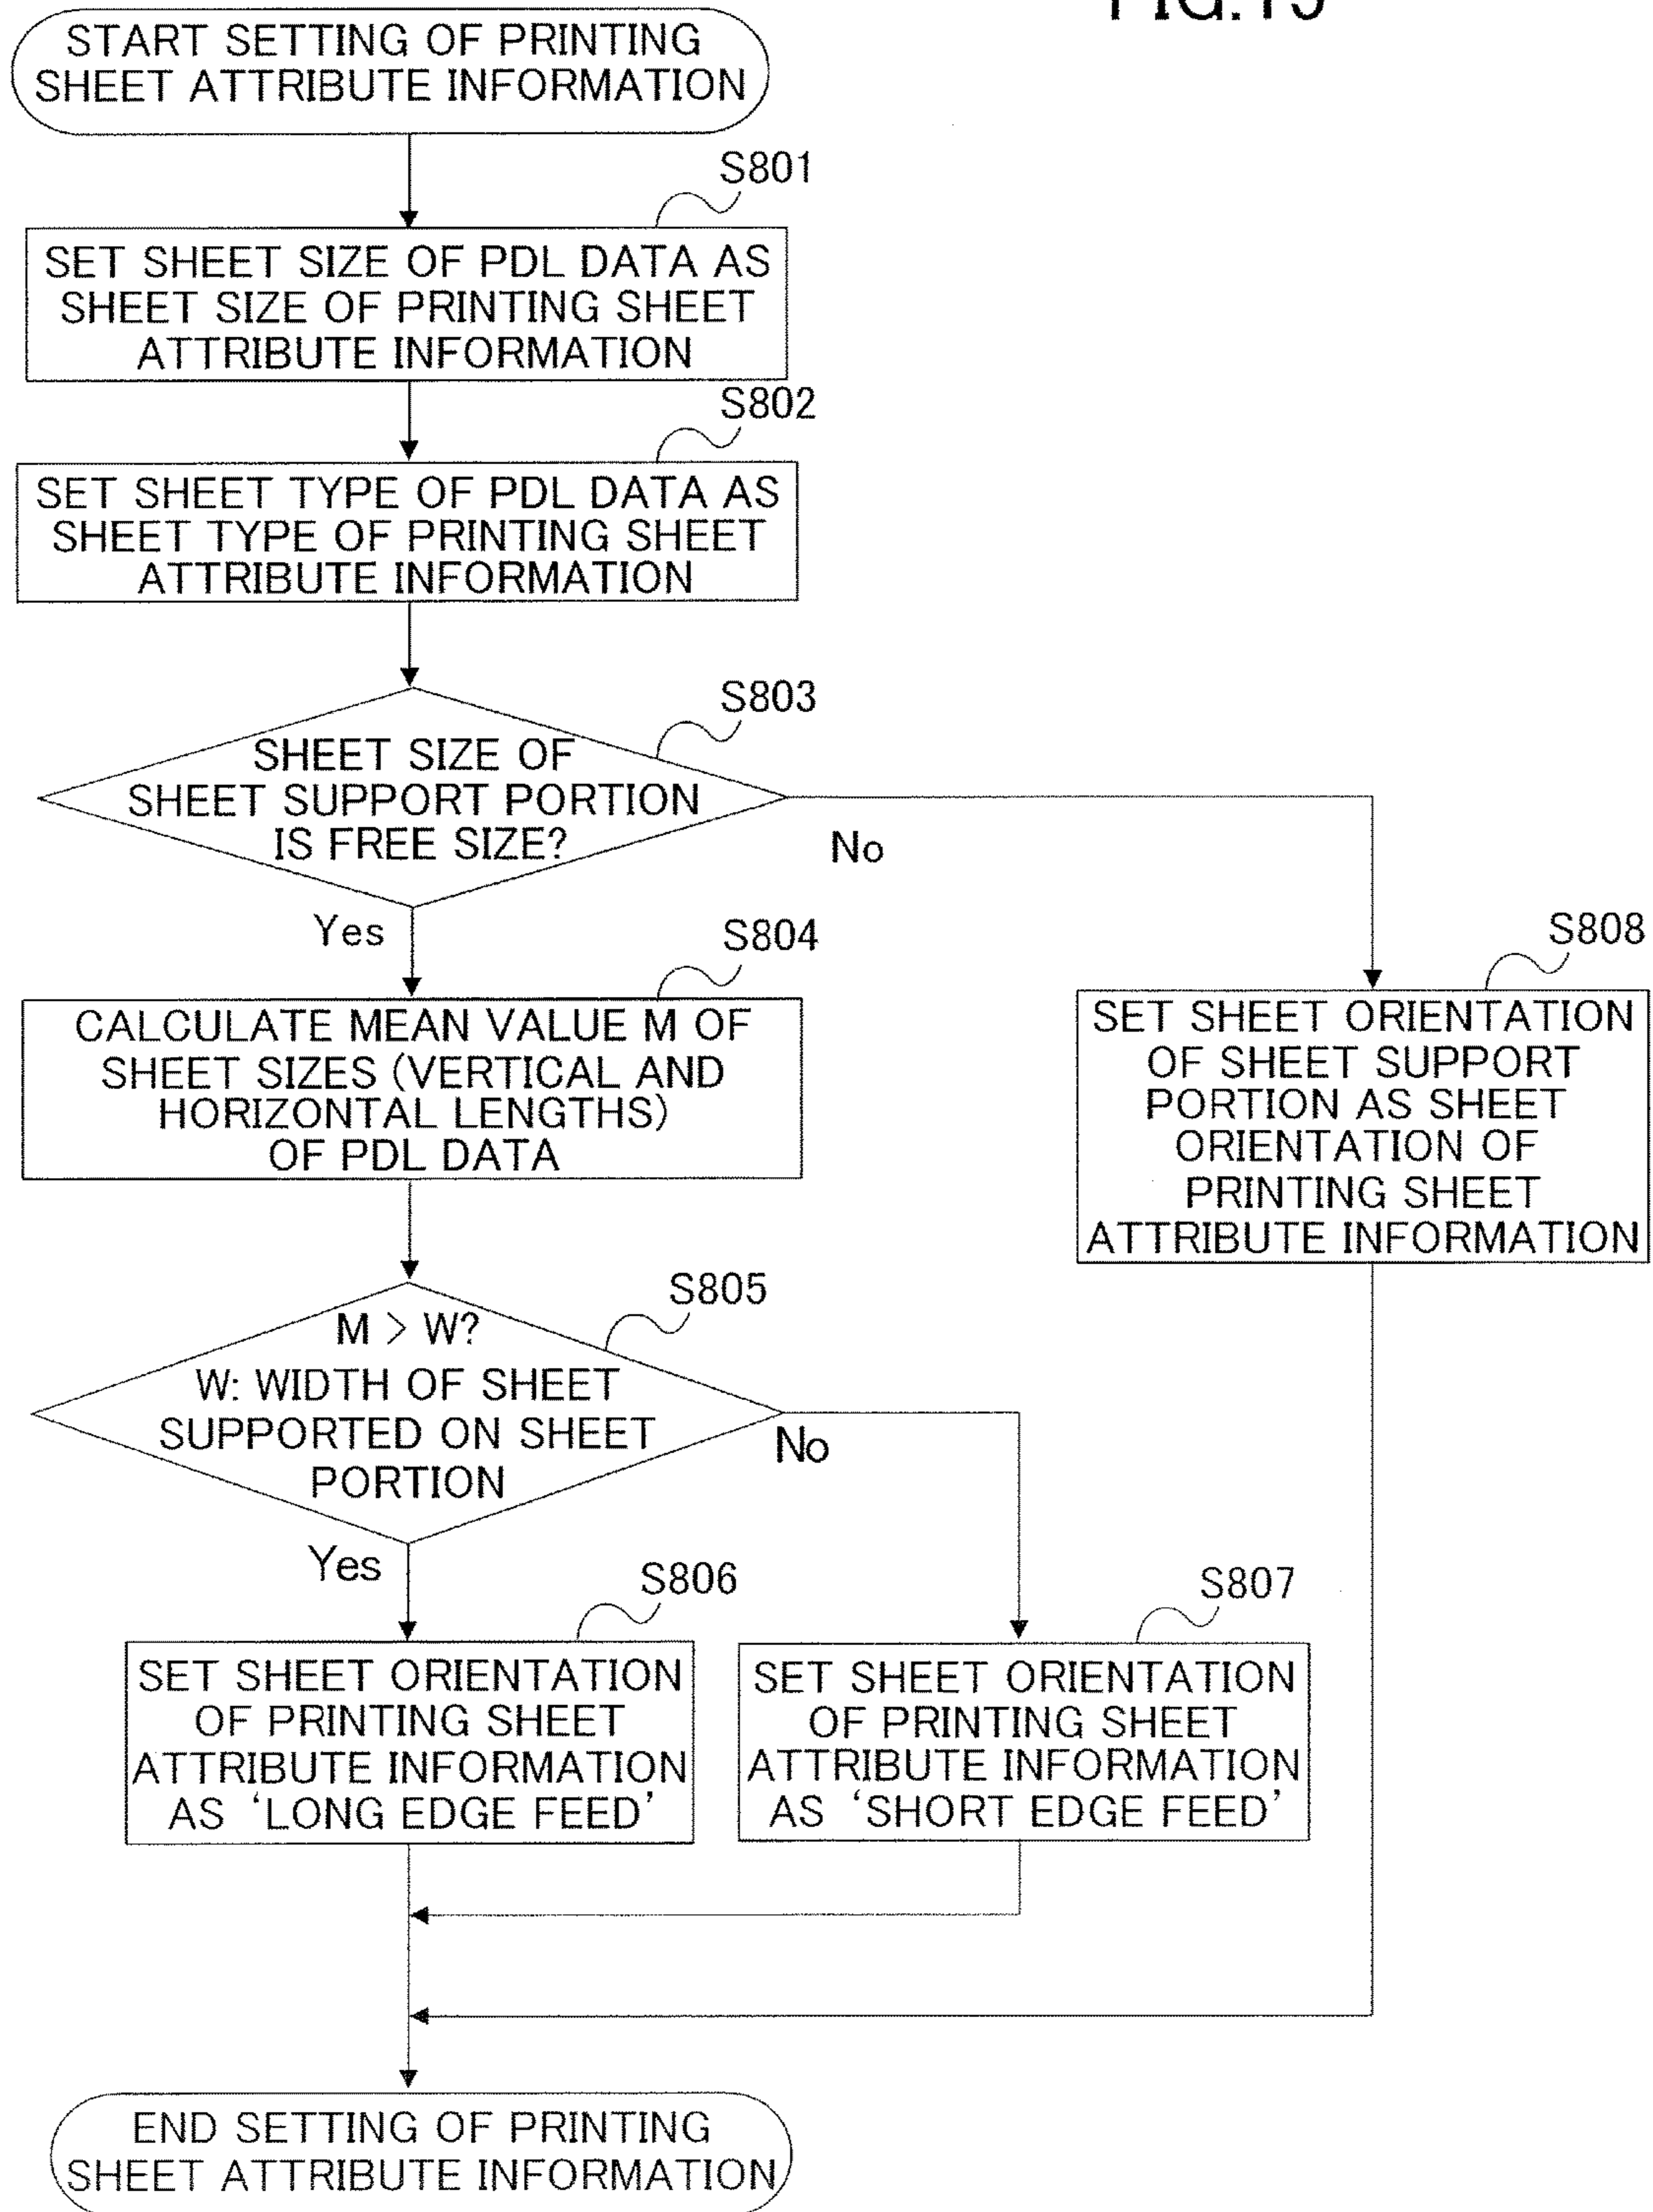 FIG.15
START SETTING OF PRINTING
SHEET ATTRIBUTE INFORMATION
S801
SET SHEET SIZE OF PDL DATA AS
SHEET SIZE OF PRINTING SHEET
ATTRIBUTE INFORMATION
S802
SET SHEET TYPE OF PDL DATA AS
SHEET TYPE OF PRINTING SHEET
ATTRIBUTE INFORMATION
S803
SHEET SIZE OF
SHEET SUPPORT PORTION
IS FREE SIZE?
No
Yes
S804
CALCULATE MEAN VALUE M OF
SHEET SIZES (VERTICAL AND
HORIZONTAL LENGTHS)
OF PDL DATA
S808
SET SHEET ORIENTATION
OF SHEET SUPPORT
PORTION AS SHEET
ORIENTATION OF
PRINTING SHEET
ATTRIBUTE INFORMATION
S805
M > W?
W: WIDTH OF SHEET
SUPPORTED ON SHEET
PORTION
No
Yes
S806
SET SHEET ORIENTATION
OF PRINTING SHEET
ATTRIBUTE INFORMATION
AS ‘LONG EDGE FEED’
S807
SET SHEET ORIENTATION
OF PRINTING SHEET
ATTRIBUTE INFORMATION
AS ‘SHORT EDGE FEED’
END SETTING OF PRINTING
SHEET ATTRIBUTE INFORMATION